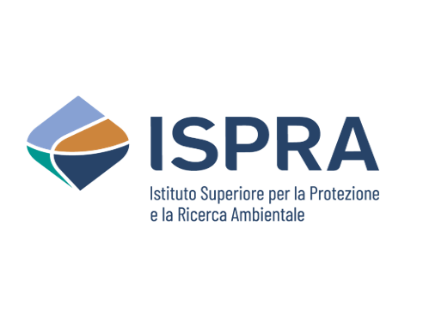 ISPRA
Istituto Superiore per la Protezione
e la Ricerca Ambientale